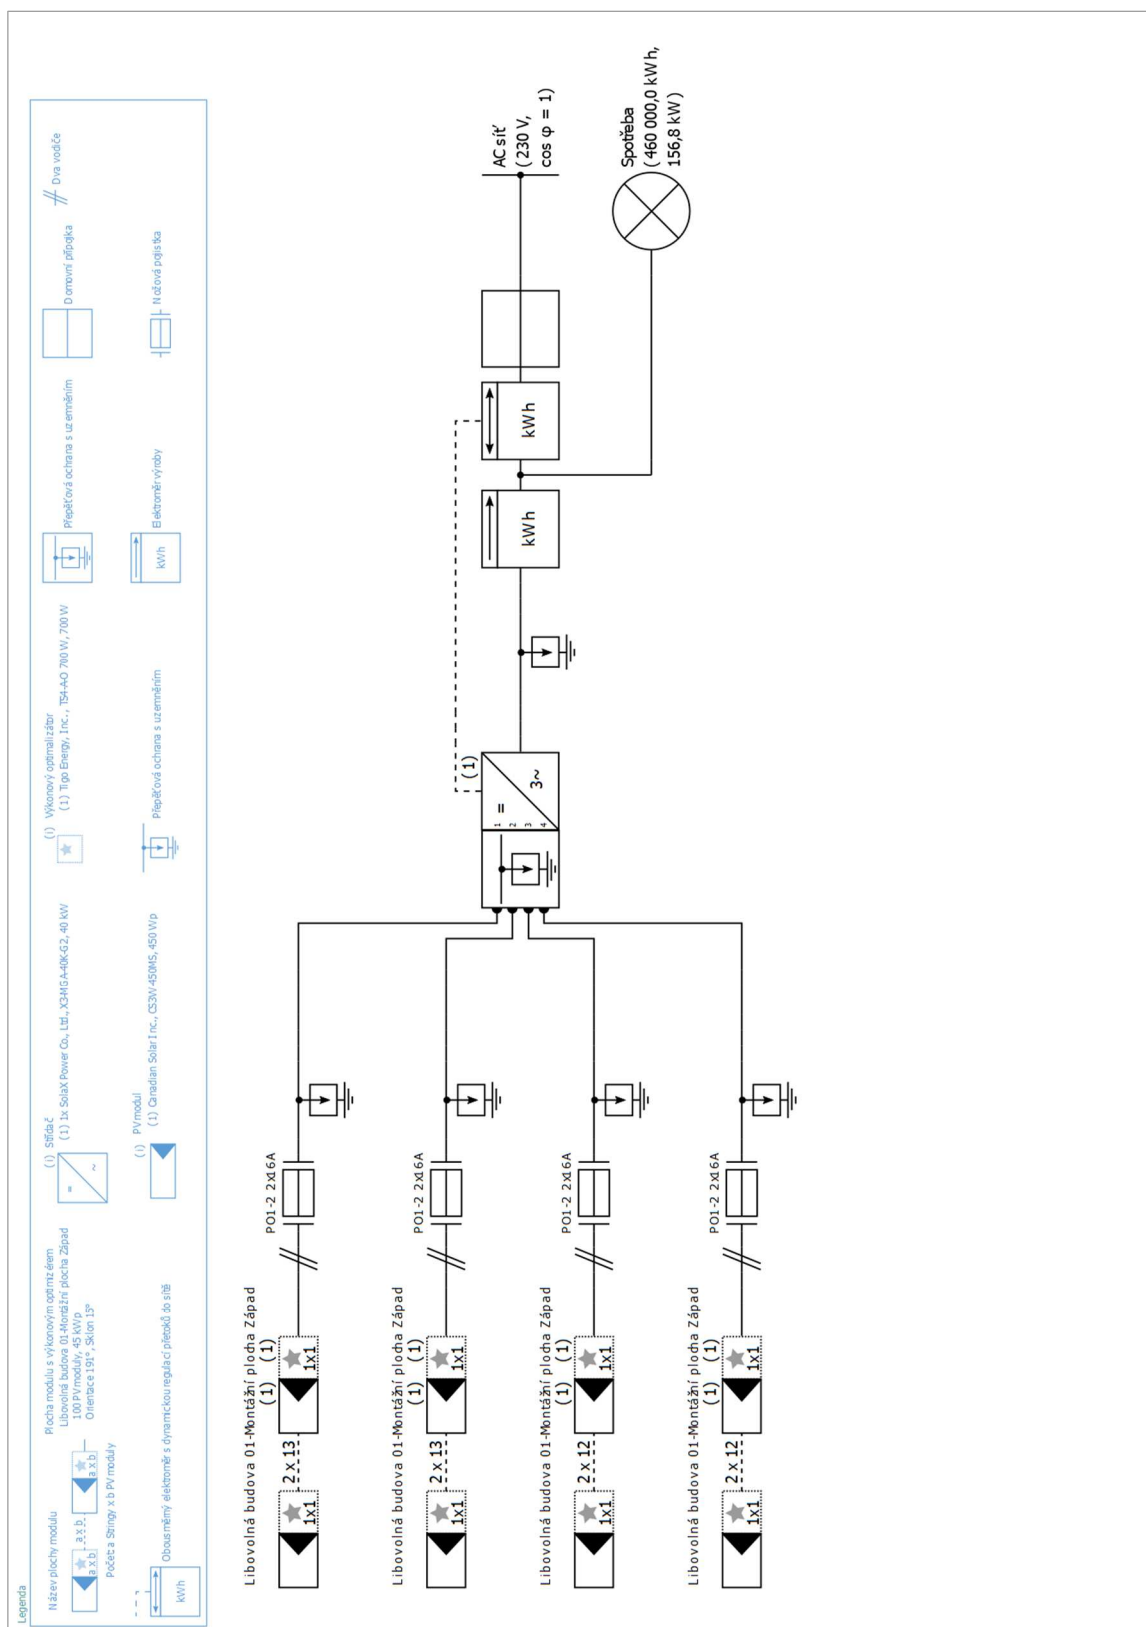 Legenda
Název plochy modulu
a x b
a x b
a x b
Počet a Stringy x b PV moduly
Plocha modulu s výkonovým optimizérem
Libovolná budova 01-Montážní plocha Západ
100 PV moduly, 45 kWp
Orientace 191°, Sklon 15°
(i) Střídač
(1) 1x SolaX Power Co., Ltd., X3-MGA-40K-G2, 40 kW
=
~
(i) Výkonový optimalizátor
(1) Tigo Energy, Inc., TS4-A-O 700 W, 700 W
Přepěťová ochrana s uzemněním
Domovní přípojka
Dva vodiče
kWh
Obousměrný elektroměr s dynamickou regulací přetoků do sítě
(i) PV modul
(1) Canadian Solar Inc., CS3W-450MS, 450 Wp
Přepěťová ochrana s uzemněním
kWh
Elektroměr výroby
Nožová pojistka
Libovolná budova 01-Montážní plocha Západ
(1) (1)
1x1
2 x 13
1x1
PO1-2 2x16A
Libovolná budova 01-Montážní plocha Západ
(1) (1)
1x1
2 x 13
1x1
PO1-2 2x16A
Libovolná budova 01-Montážní plocha Západ
(1) (1)
1x1
2 x 12
1x1
PO1-2 2x16A
Libovolná budova 01-Montážní plocha Západ
(1) (1)
1x1
2 x 12
1x1
PO1-2 2x16A
(1)
1
2
3
4
=
3~
kWh
kWh
AC síť
(230 V,
cos φ = 1)
Spotřeba
(460 000,0 kWh,
156,8 kW)